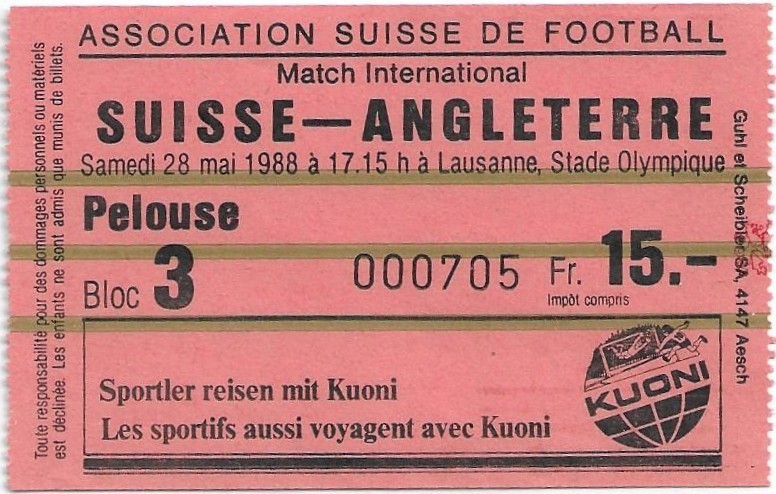 ASSOCIATION SUISSE DE FOOTBALL
Match International
SUISSE—ANGLETERRE
Samedi 28 mai 1988 à 17.15 h à Lausanne, Stade Olympique
Pelouse
Bloc 3
000705
Fr. 15.–
Impôt compris
Sportler reisen mit Kuoni
Les sportifs aussi voyagent avec Kuoni
KUONI
Toute responsabilité pour des dommages personels ou matériels
est déclinée. Les enfants ne sont admis que munis de billets.
Guhl et Scheibler SA, 4147 Aesch